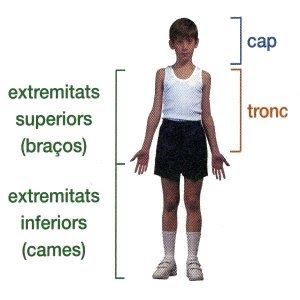 cap
extremitats
superiors
(braços)
tronc
extremitats
inferiors
(cames)